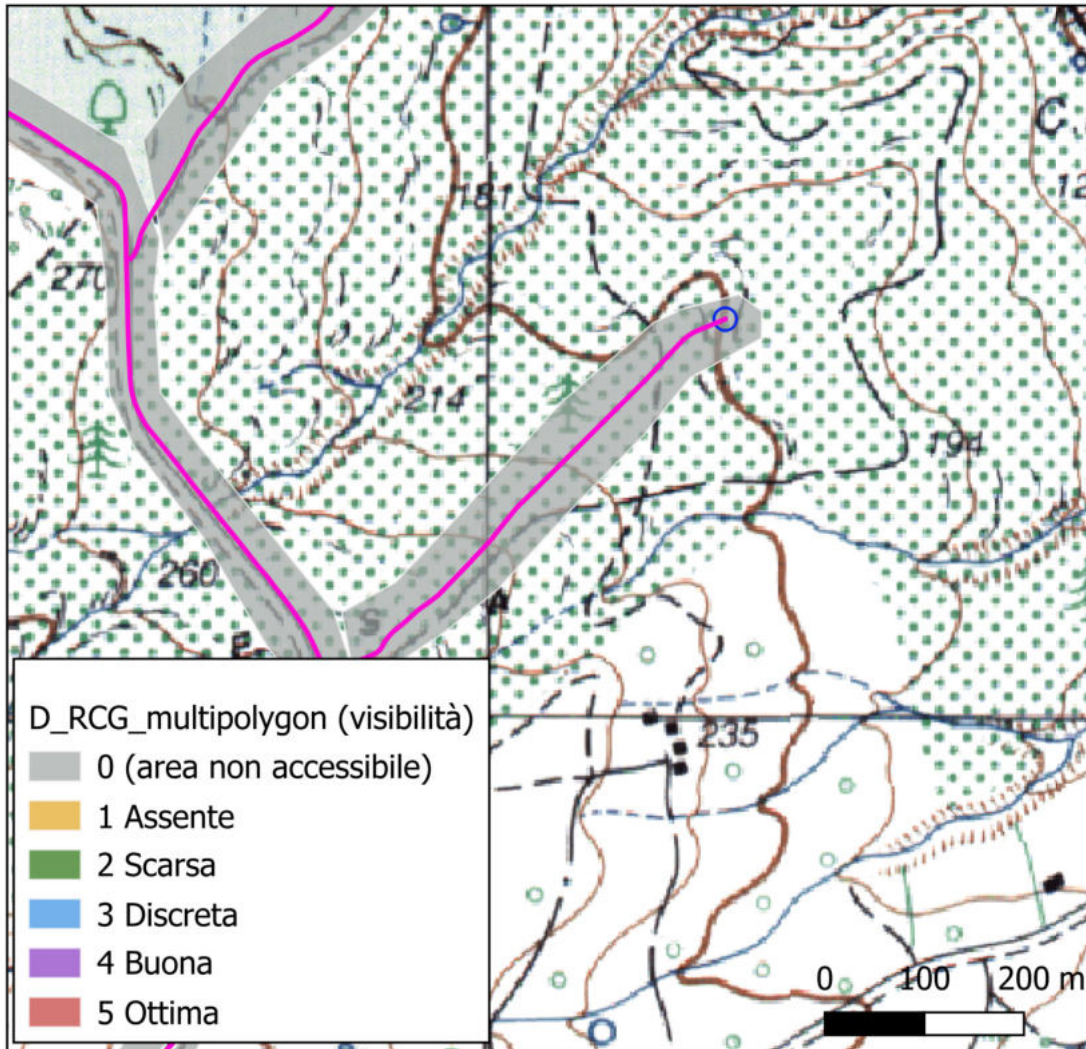 C
181
12
270
214
194
260
S
A
E
235
D_RCG_multipolygon (visibilità)
0 (area non accessibile)
1 Assente
2 Scarsa
3 Discreta
4 Buona
5 Ottima
0 100 200 m